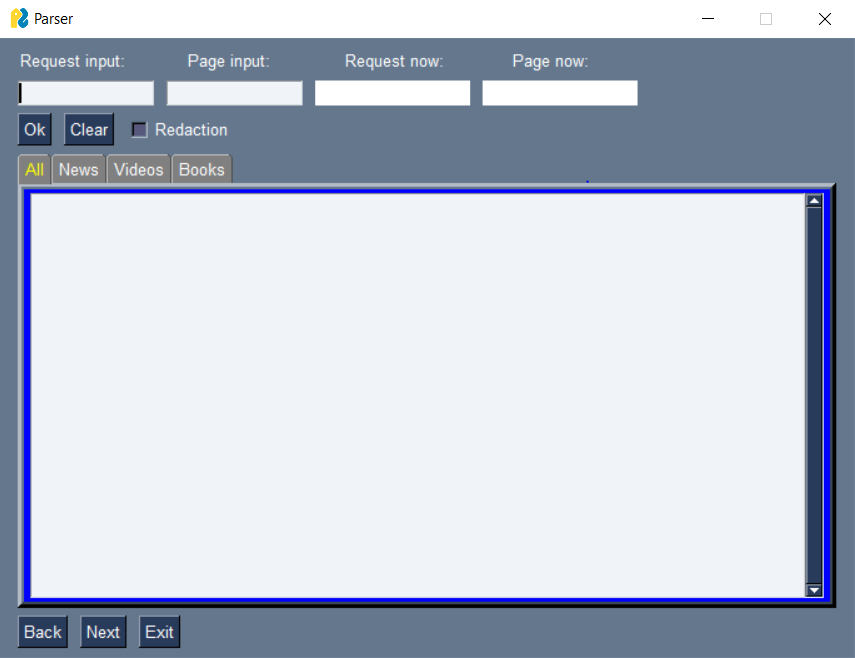 Parser
Request input: Page input: Request now: Page now:
Ok Clear Redaction
All News Videos Books
Back Next Exit